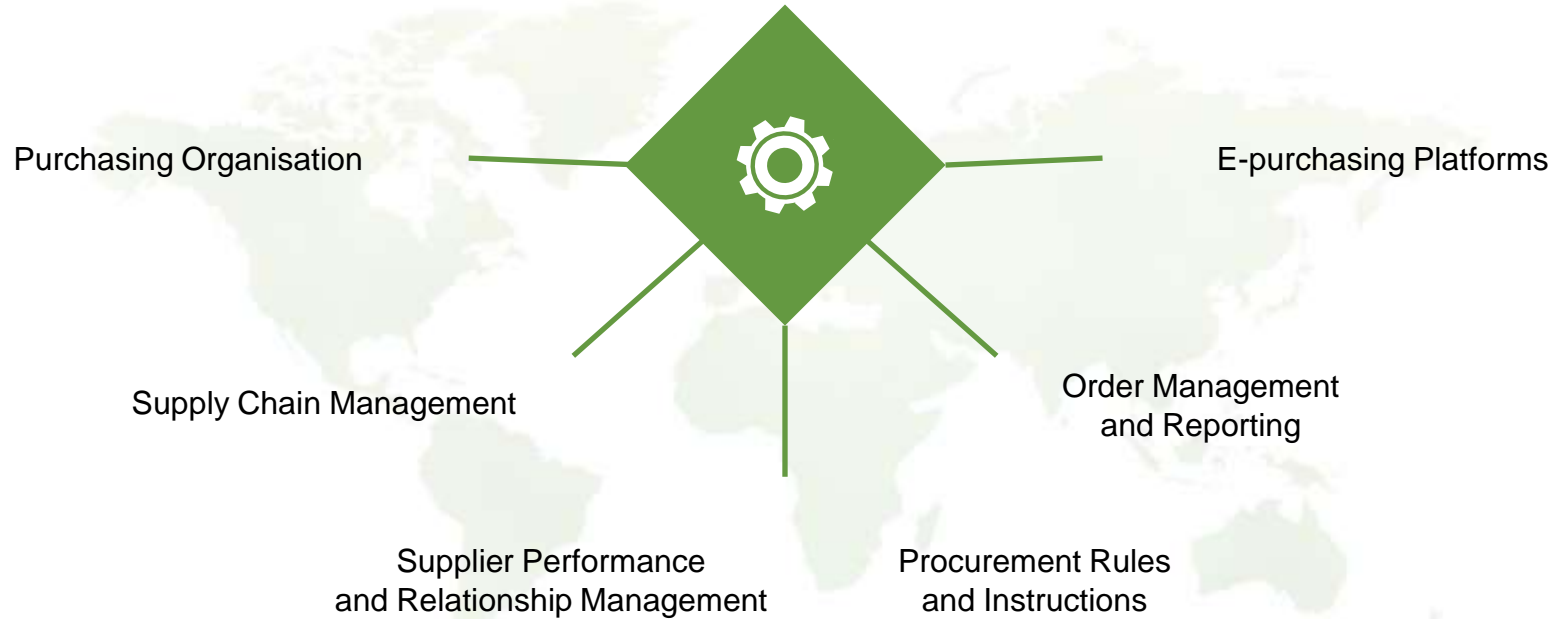 Purchasing Organisation
E-purchasing Platforms
Supply Chain Management
Order Management
and Reporting
Supplier Performance
and Relationship Management
Procurement Rules
and Instructions